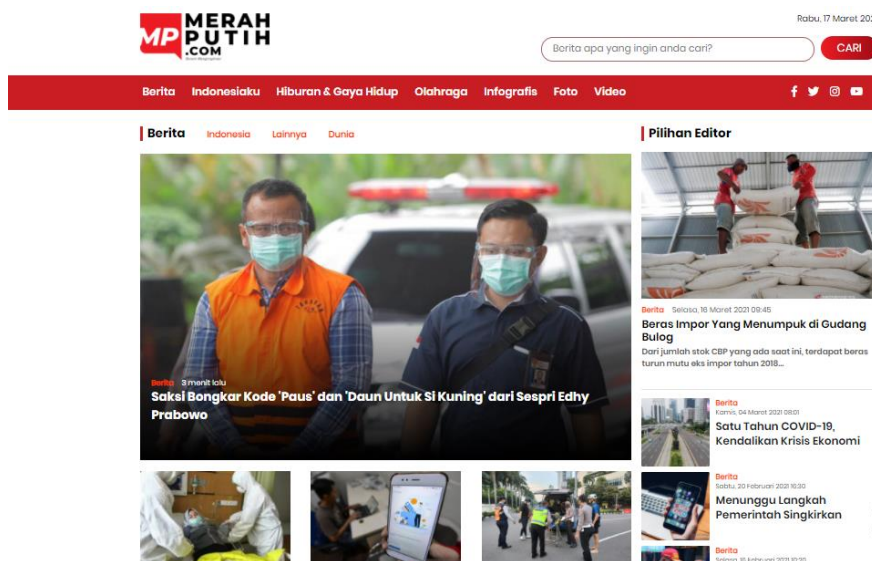 MP MERAH
PUTIH
.COM
Rabu, 17 Maret 202
Berita apa yang ingin anda cari?
CARI
Berita Indonesiaku Hiburan & Gaya Hidup Olahraga Infografis Foto Video
Berita Indonesia Lainnya Dunia
Berita 3 menit lalu
Saksi Bongkar Kode 'Paus' dan 'Daun Untuk Si Kuning' dari Sespri Edhy
Prabowo
Pilihan Editor
Berita Selasa, 16 Maret 2021 09:45
Beras Impor Yang Menumpuk di Gudang
Bulog
Dari jumlah stok CBP yang ada saat ini, terdapat beras
turun mutu eks impor tahun 2018...
Berita
Kamis, 04 Maret 2021 08:01
Satu Tahun COVID-19,
Kendalikan Krisis Ekonomi
Berita
Sabtu, 20 Februari 2021 16:30
Menunggu Langkah
Pemerintah Singkirkan
Berita